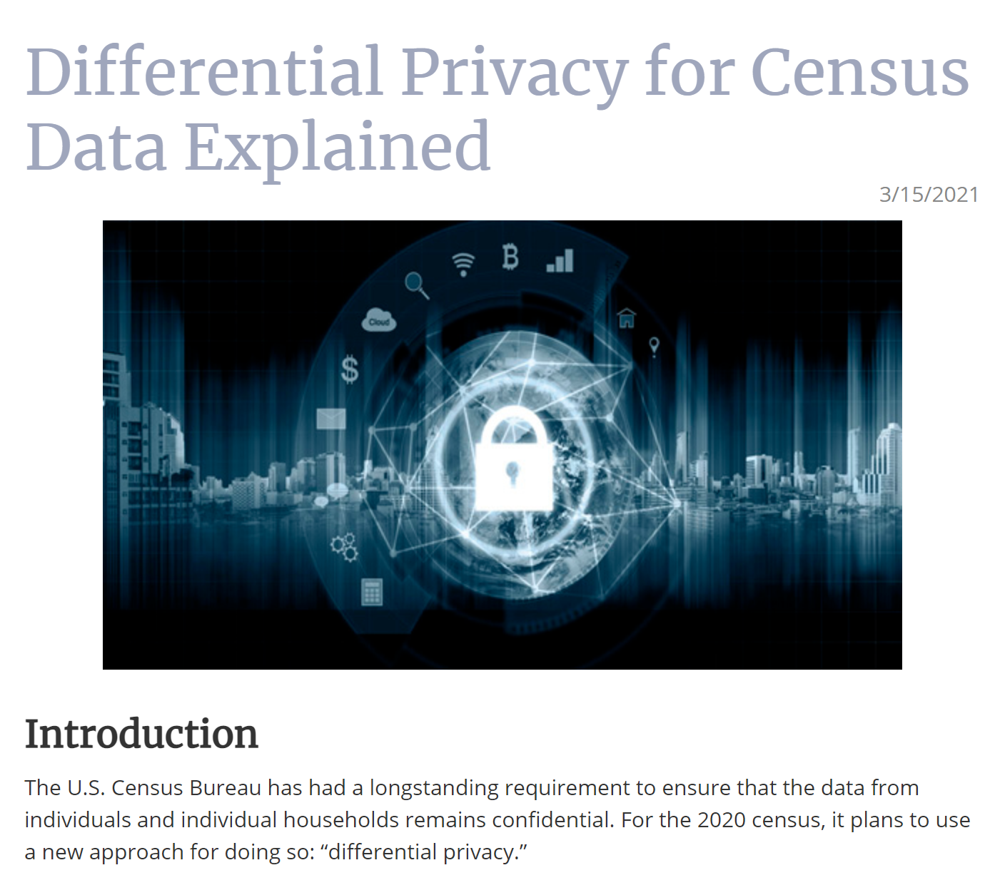 Differential Privacy for Census
Data Explained
3/15/2021
Cloud
Introduction
The U.S. Census Bureau has had a longstanding requirement to ensure that the data from
individuals and individual households remains confidential. For the 2020 census, it plans to use
a new approach for doing so: “differential privacy.”